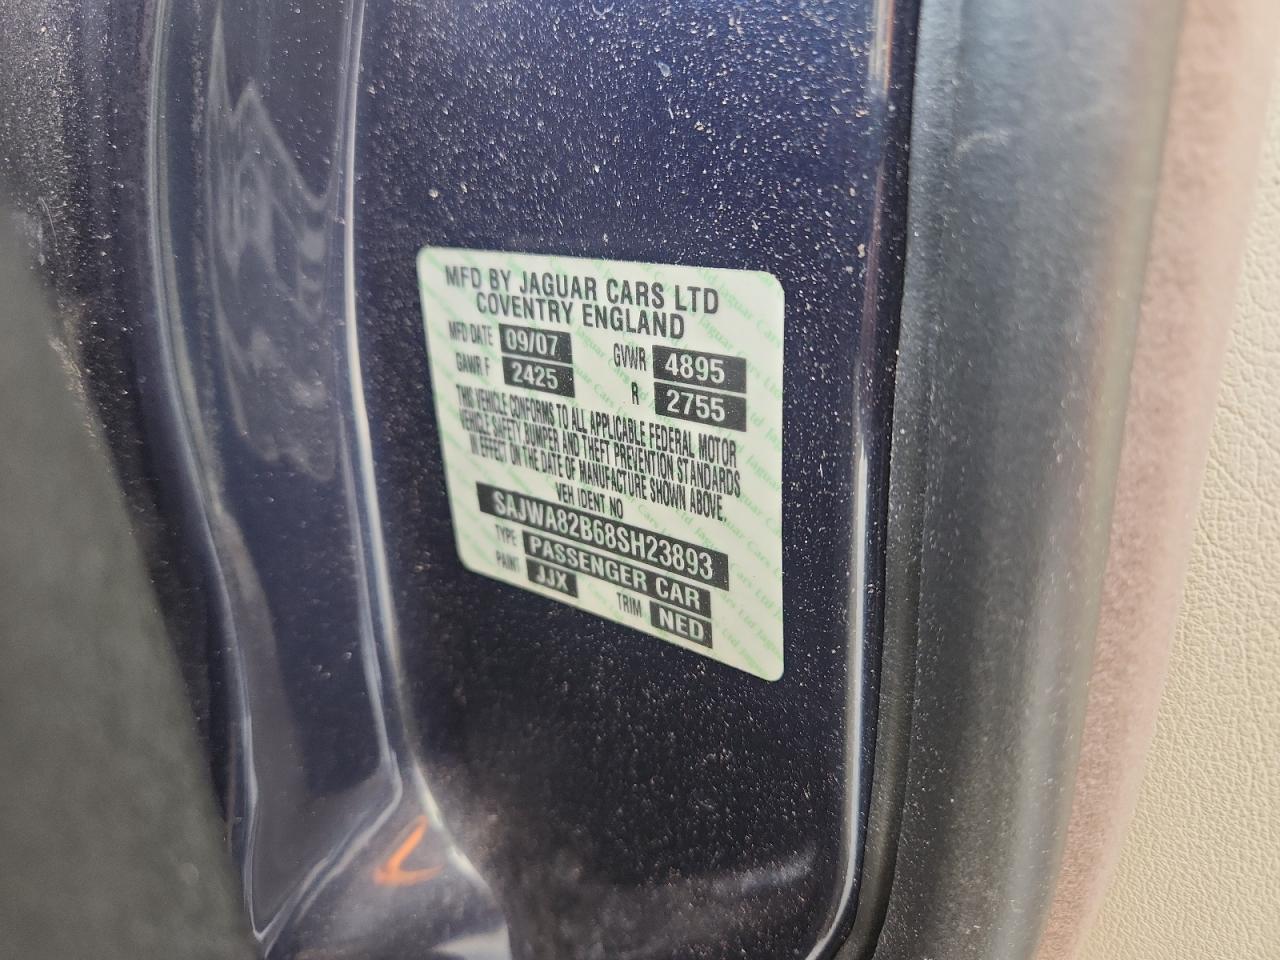 MFD BY JAGUAR CARS LTD
COVENTRY ENGLAND
MFD DATE 09/07 GVWR 4895
GAWR F 2425 R 2755
THIS VEHICLE CONFORMS TO ALL APPLICABLE FEDERAL MOTOR
VEHICLE SAFETY BUMPER AND THEFT PREVENTION STANDARDS
IN EFFECT ON THE DATE OF MANUFACTURE SHOWN ABOVE.
VEH IDENT NO
SAJWA82B68SH23893
TYPE PASSENGER CAR
PAINT JJX TRIM NED